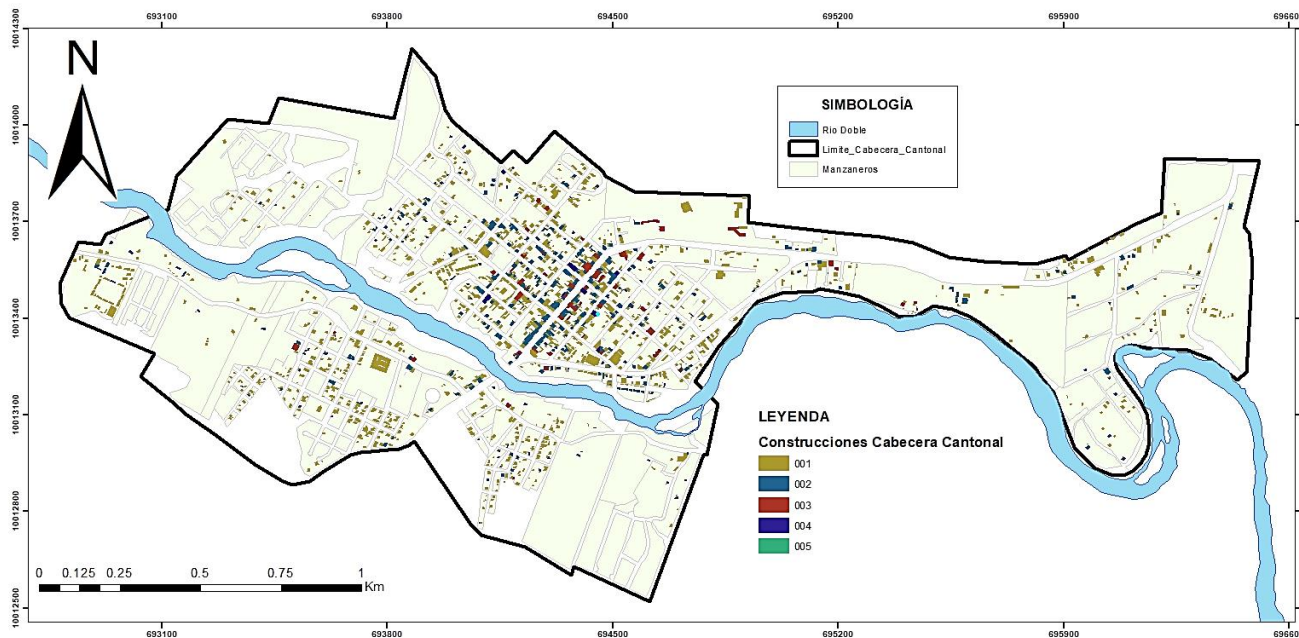 693100 693800 694500 695200 695900 69660
10014300
10014000
10013700
10013400
10013100
10012800
10012500
N
SIMBOLOGÍA
Rio Doble
Limite_Cabecera_Cantonal
Manzaneros
LEYENDA
Construcciones Cabecera Cantonal
001
002
003
004
005
0 0.125 0.25 0.5 0.75 1
Km
693100 693800 694500 695200 695900 69660